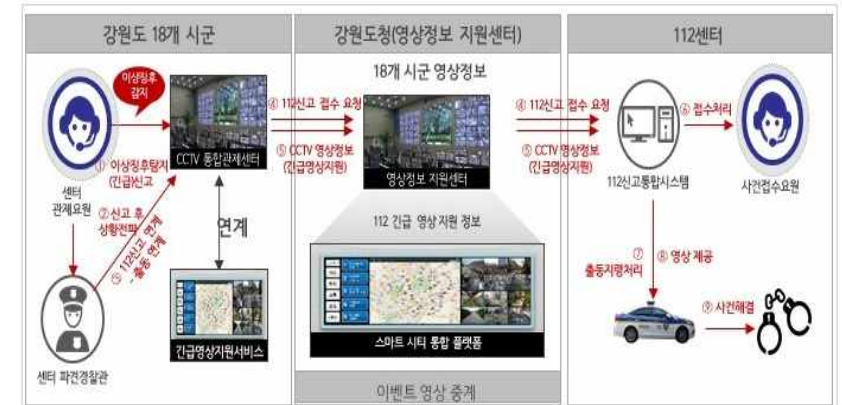 강원도 18개 시군
강원도청(영상정보 지원센터)
112센터
이상징후
감지
CCTV 통합관제센터
① 이상징후탐지
(긴급)신고
센터
관제요원
② 신고 후
상황전파
③ 112신고 연계
- 출동 연계
연계
센터 파견경찰관
긴급영상지원서비스
④ 112신고 접수 요청
⑤ CCTV 영상정보
(긴급영상지원)
18개 시군 영상정보
영상정보 지원센터
112 긴급 영상 지원 정보
스마트 시티 통합 플랫폼
이벤트 영상 중계
④ 112신고 접수 요청
⑤ CCTV 영상정보
(긴급영상지원)
112신고통합시스템
⑥ 접수처리
사건접수요원
⑦
출동지령처리
⑧ 영상 제공
⑨ 사건해결